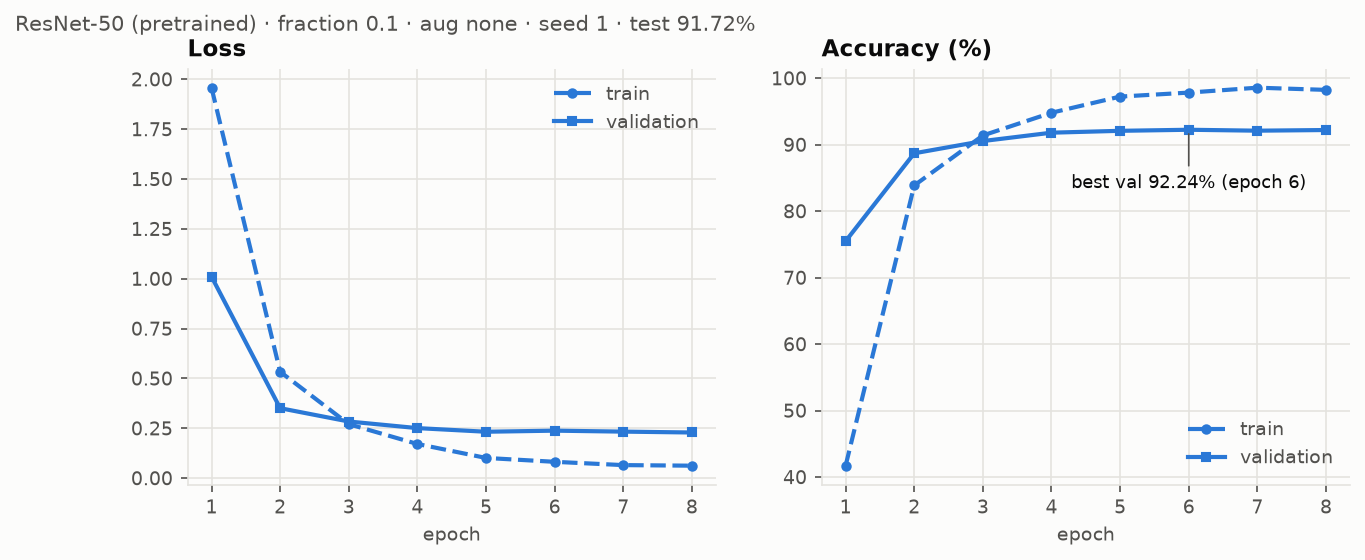 ResNet-50 (pretrained) · fraction 0.1 · aug none · seed 1 · test 91.72%
Loss
2.00
1.75
1.50
1.25
1.00
0.75
0.50
0.25
0.00
train
validation
1 2 3 4 5 6 7 8
epoch
Accuracy (%)
100
90
80
70
60
50
40
best val 92.24% (epoch 6)
train
validation
1 2 3 4 5 6 7 8
epoch